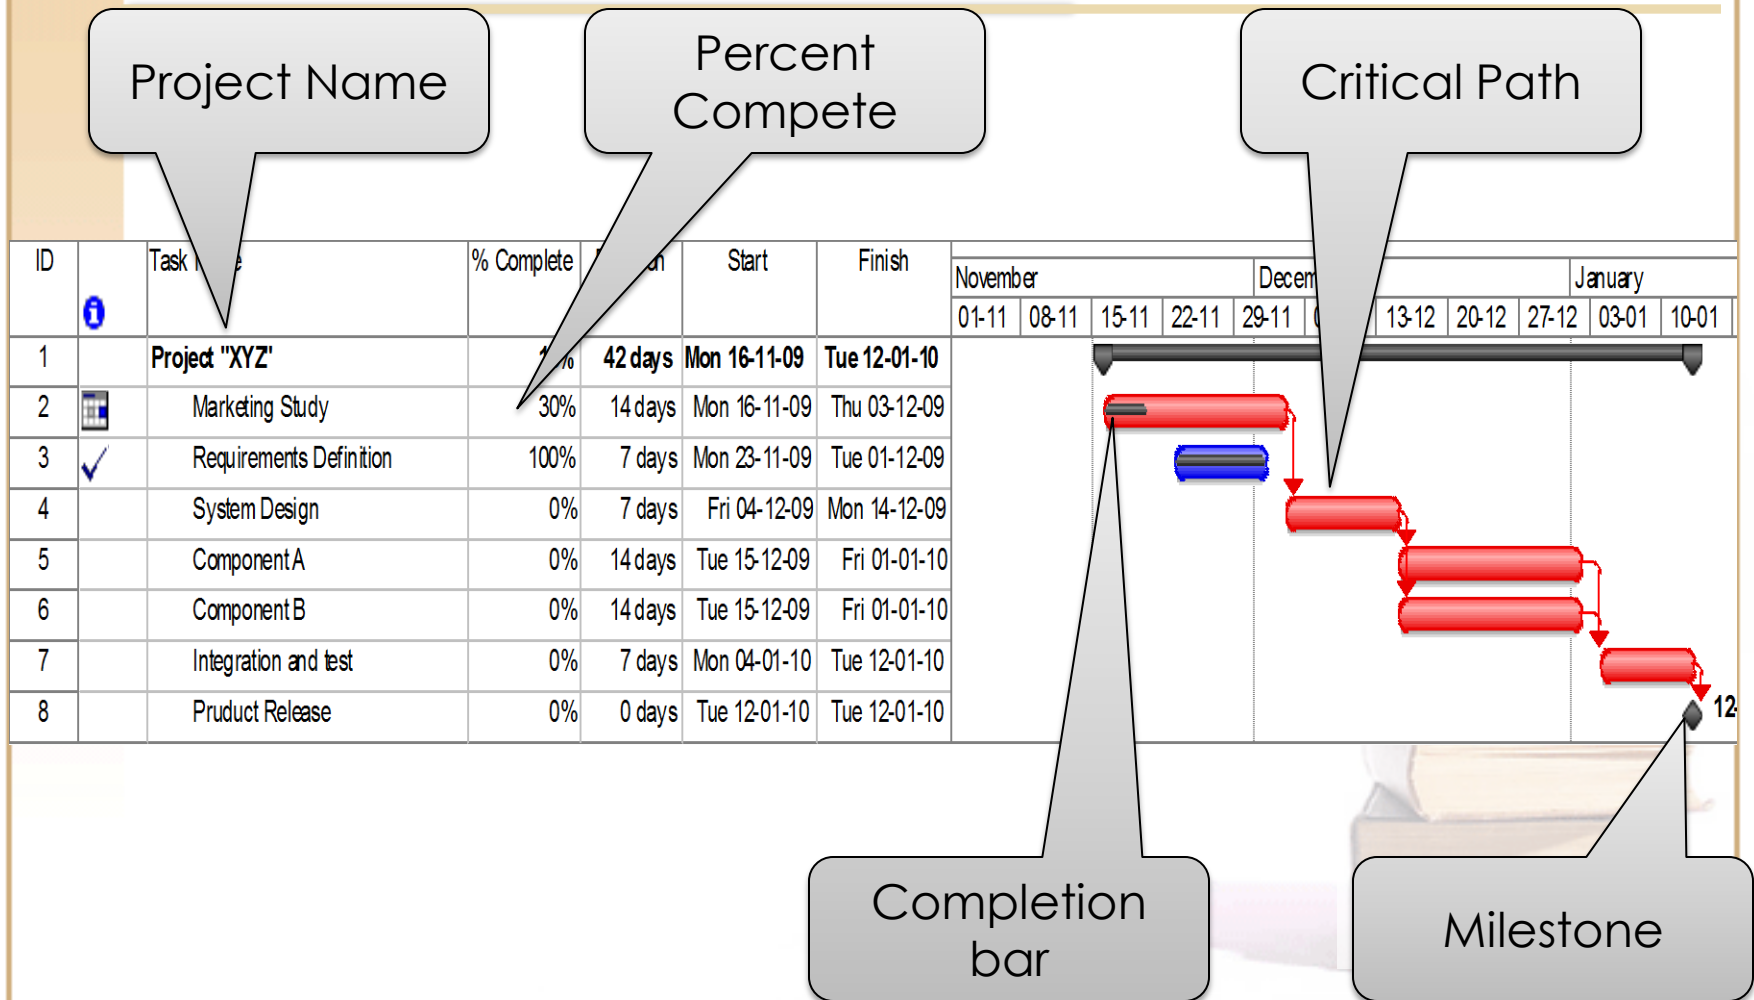 Project Name
Percent
Compete
Critical Path
ID Task % Complete Start Finish
November January
01-11 08-11 15-11 22-11 29-11 13-12 20-12 27-12 03-01 10-01
1 Project "XYZ" 42 days Mon 16-11-09 Tue 12-01-10
2 Marketing Study 30% 14 days Mon 16-11-09 Thu 03-12-09
3 Requirements Definition 100% 7 days Mon 23-11-09 Tue 01-12-09
4 System Design 0% 7 days Fri 04-12-09 Mon 14-12-09
5 Component A 0% 14 days Tue 15-12-09 Fri 01-01-10
6 Component B 0% 14 days Tue 15-12-09 Fri 01-01-10
7 Integration and test 0% 7 days Mon 04-01-10 Tue 12-01-10
8 Pruduct Release 0% 0 days Tue 12-01-10 Tue 12-01-10
Completion
bar
Milestone